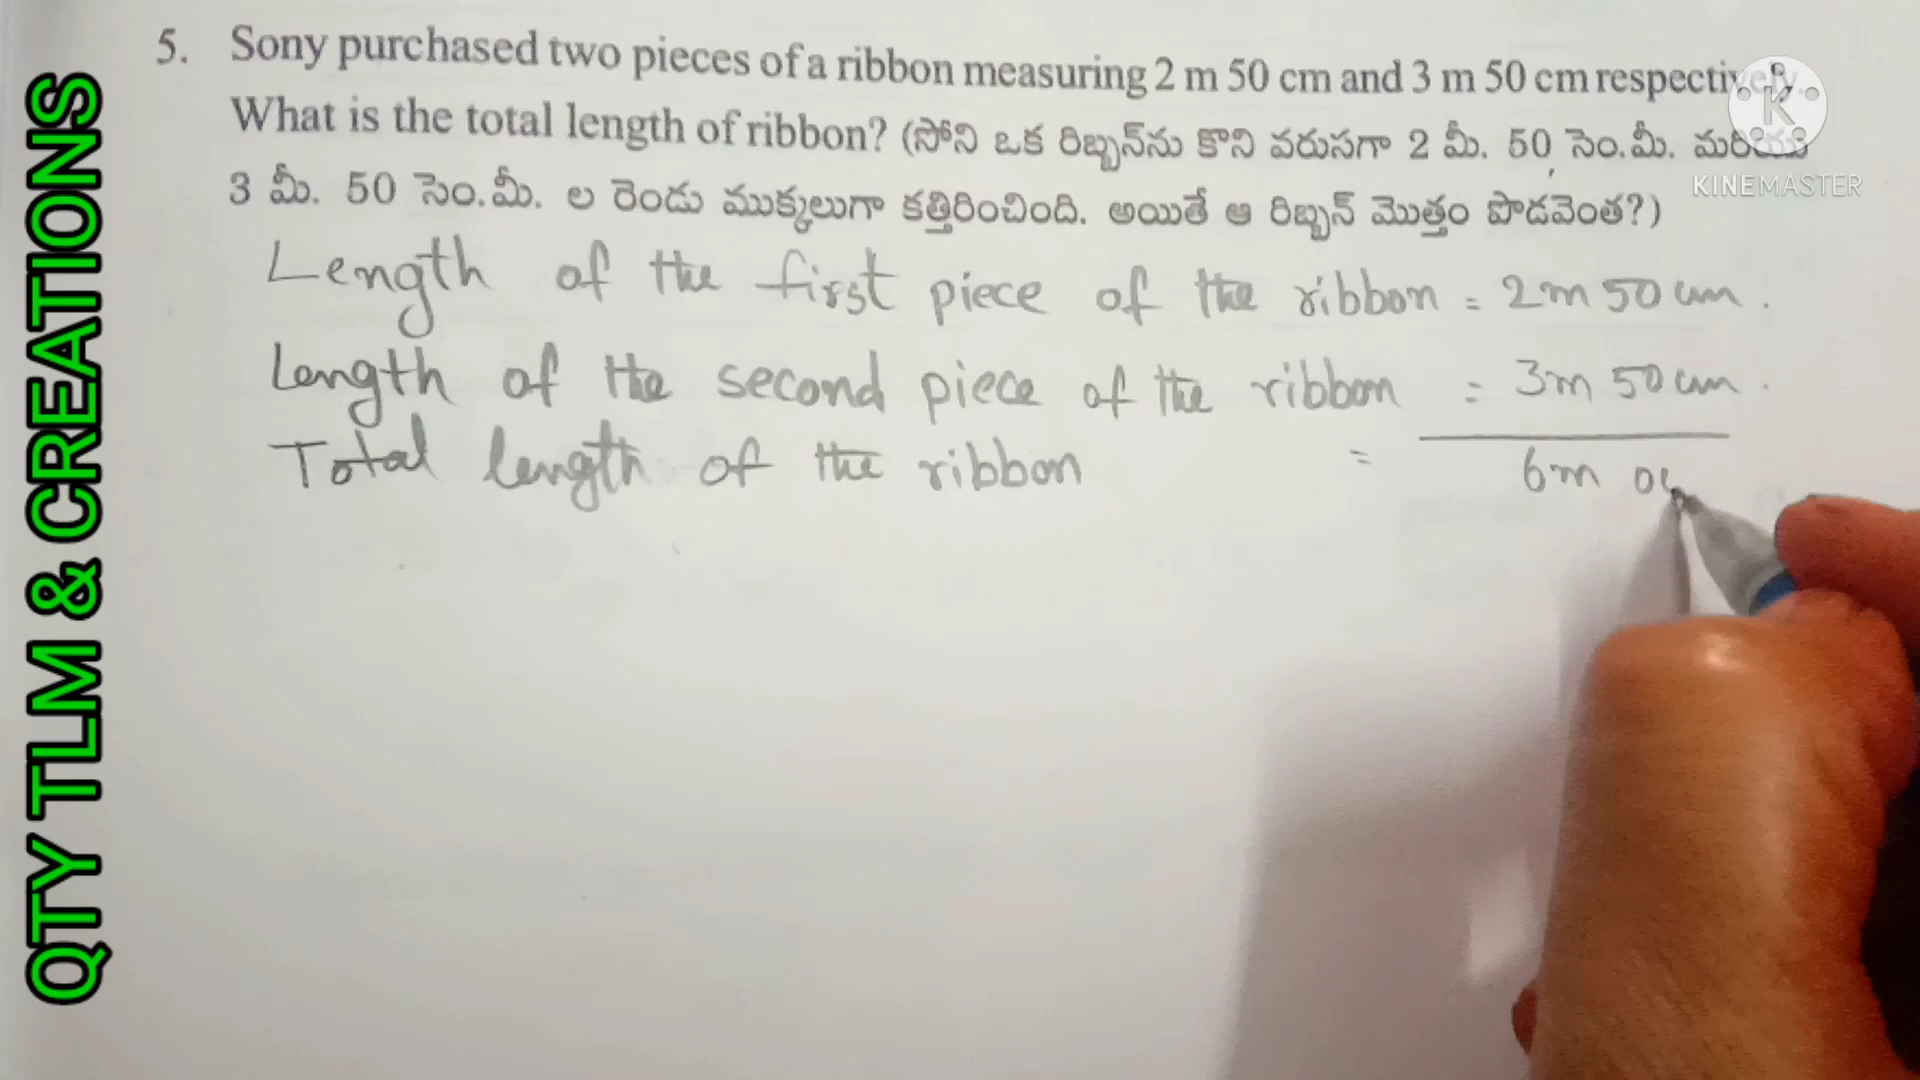 5. Sony purchased two pieces of a ribbon measuring 2 m 50 cm and 3 m 50 cm respectively.
What is the total length of ribbon? (సోని ఒక రిబ్బన్‌ను కొని వరుసగా 2 మీ. 50 సెం.మీ. మరియు
3 మీ. 50 సెం.మీ. ల రెండు ముక్కలుగా కత్తిరించింది. అయితే ఆ రిబ్బన్ మొత్తం పొడవెంత?)
KINEMASTER
Length of the first piece of the ribbon = 2m 50 cm.
Length of the second piece of the ribbon = 3m 50 cm.
Total length of the ribbon = 6m
QTY TLM & CREATIONS